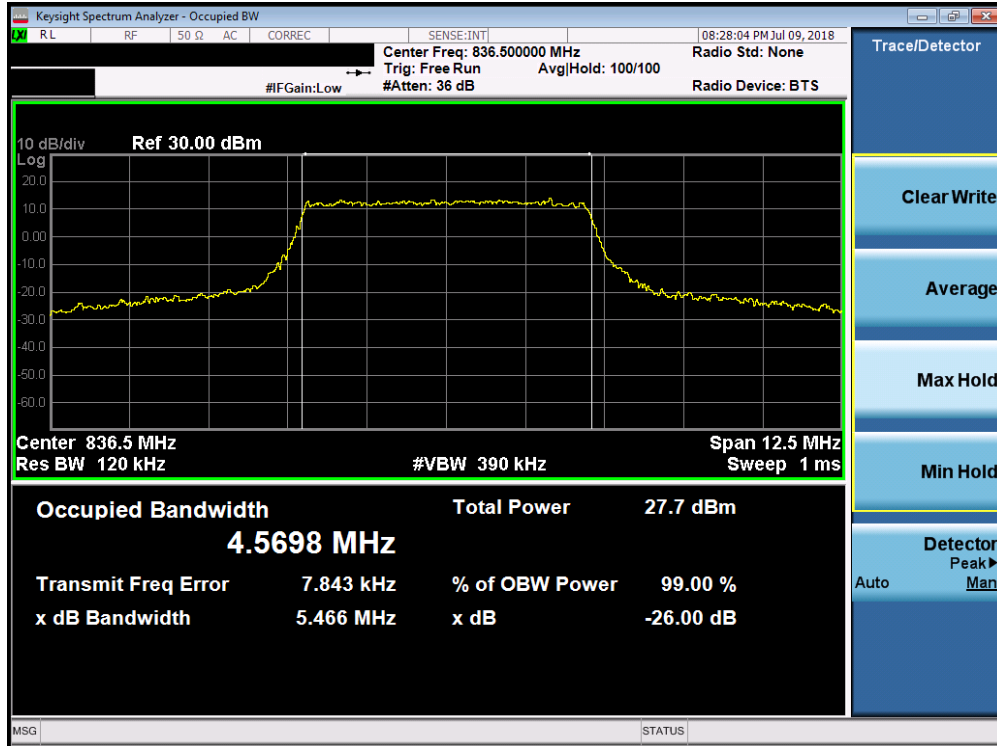 Keysight Spectrum Analyzer - Occupied BW
LXI RL RF 50 Ω AC CORREC SENSE:INT 08:28:04 PM Jul 09, 2018
Center Freq: 836.500000 MHz Radio Std: None
Trig: Free Run Avg|Hold: 100/100
#IFGain:Low #Atten: 36 dB Radio Device: BTS
10 dB/div Ref 30.00 dBm
Log
20.0
10.0
0.00
-10.0
-20.0
-30.0
-40.0
-50.0
-60.0
Center 836.5 MHz Span 12.5 MHz
Res BW 120 kHz #VBW 390 kHz Sweep 1 ms
Occupied Bandwidth Total Power 27.7 dBm
4.5698 MHz
Transmit Freq Error 7.843 kHz % of OBW Power 99.00 %
x dB Bandwidth 5.466 MHz x dB -26.00 dB
MSG STATUS
Trace/Detector
Clear Write
Average
Max Hold
Min Hold
Detector
Peak▶
Auto Man